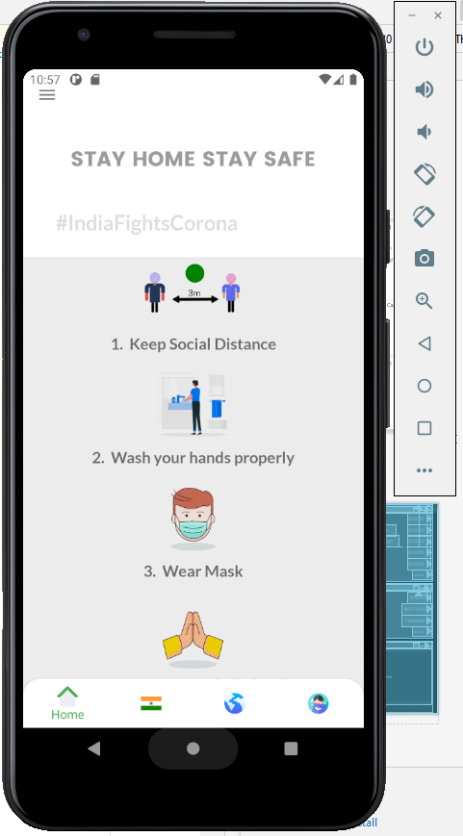 10:57
STAY HOME STAY SAFE
#IndiaFightsCorona
3m
1. Keep Social Distance
2. Wash your hands properly
3. Wear Mask
Home